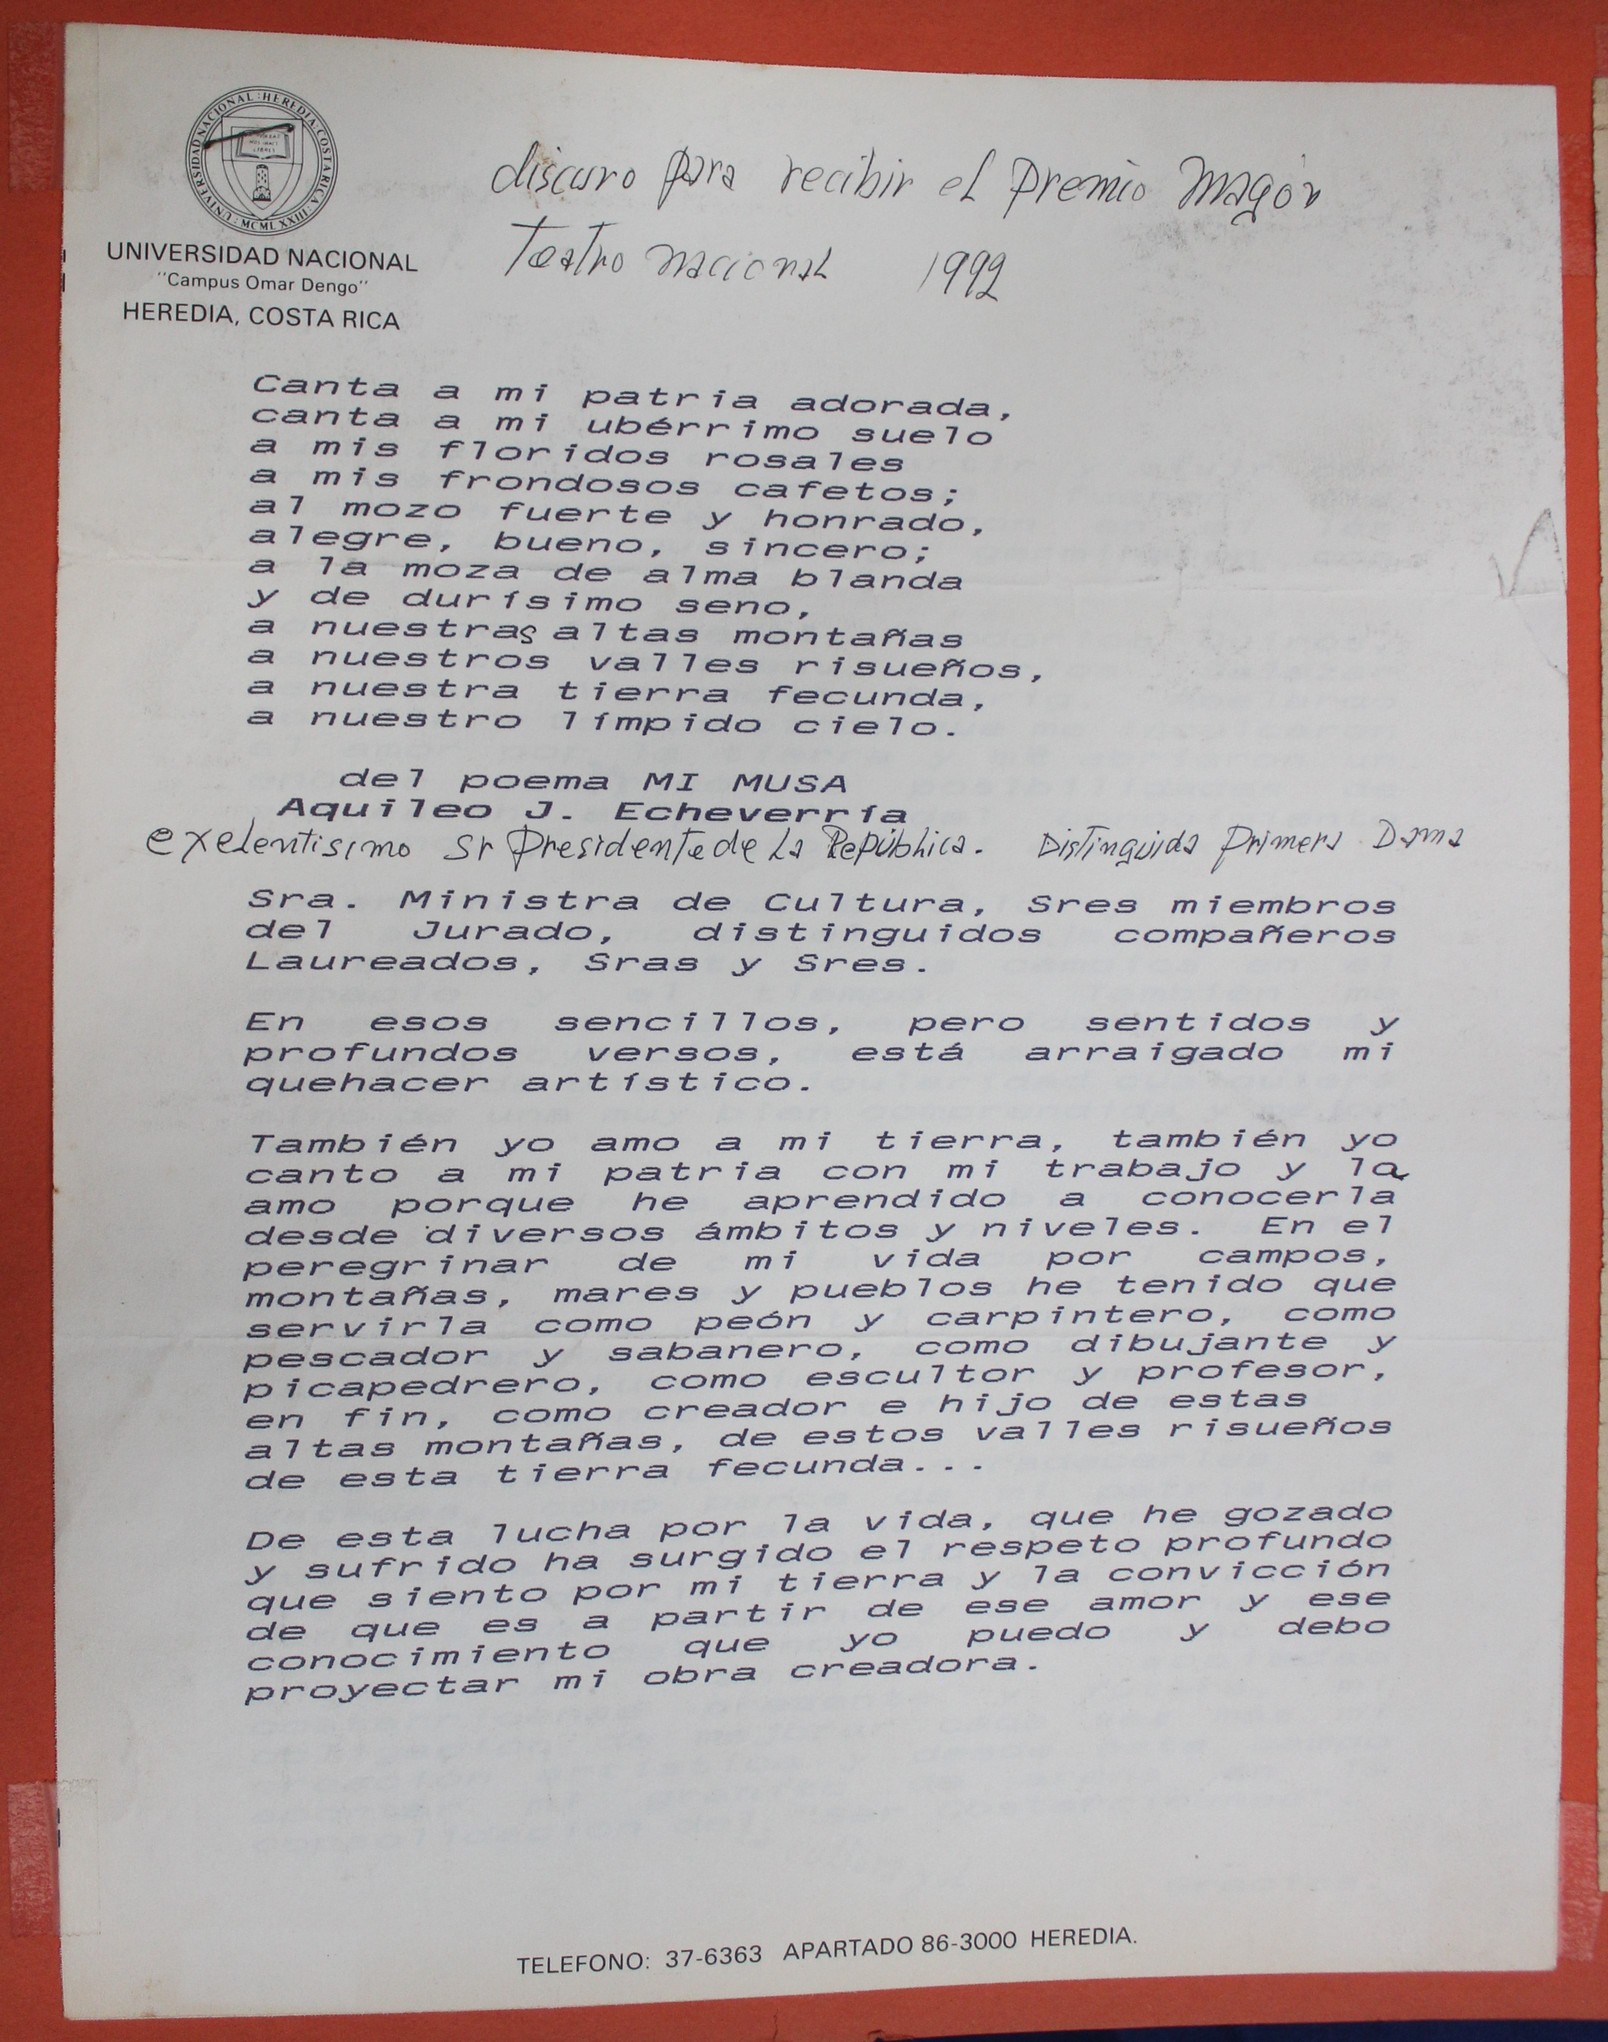 UNIVERSIDAD NACIONAL : HEREDIA · COSTA RICA : MCMLXXIII
UNIVERSIDAD NACIONAL
"Campus Omar Dengo"
HEREDIA, COSTA RICA
discuro para recibir el premio Magón
Teatro Nacional 1992
Canta a mi patria adorada,
canta a mi ubérrimo suelo
a mis floridos rosales
a mis frondosos cafetos;
al mozo fuerte y honrado,
alegre, bueno, sincero;
a la moza de alma blanda
y de durísimo seno,
a nuestras altas montañas
a nuestros valles risueños,
a nuestra tierra fecunda,
a nuestro límpido cielo.
del poema MI MUSA
Aquileo J. Echeverría
exelentisimo Sr Presidente de La República. Distinguida Primera Dama
Sra. Ministra de Cultura, Sres miembros
del Jurado, distinguidos compañeros
Laureados, Sras y Sres.
En esos sencillos, pero sentidos y
profundos versos, está arraigado mi
quehacer artístico.
También yo amo a mi tierra, también yo
canto a mi patria con mi trabajo y la
amo porque he aprendido a conocerla
desde diversos ámbitos y niveles. En el
peregrinar de mi vida por campos,
montañas, mares y pueblos he tenido que
servirla como peón y carpintero, como
pescador y sabanero, como dibujante y
picapedrero, como escultor y profesor,
en fin, como creador e hijo de estas
altas montañas, de estos valles risueños
de esta tierra fecunda...
De esta lucha por la vida, que he gozado
y sufrido ha surgido el respeto profundo
que siento por mi tierra y la convicción
de que es a partir de ese amor y ese
conocimiento que yo puedo y debo
proyectar mi obra creadora.
TELEFONO: 37-6363 APARTADO 86-3000 HEREDIA.